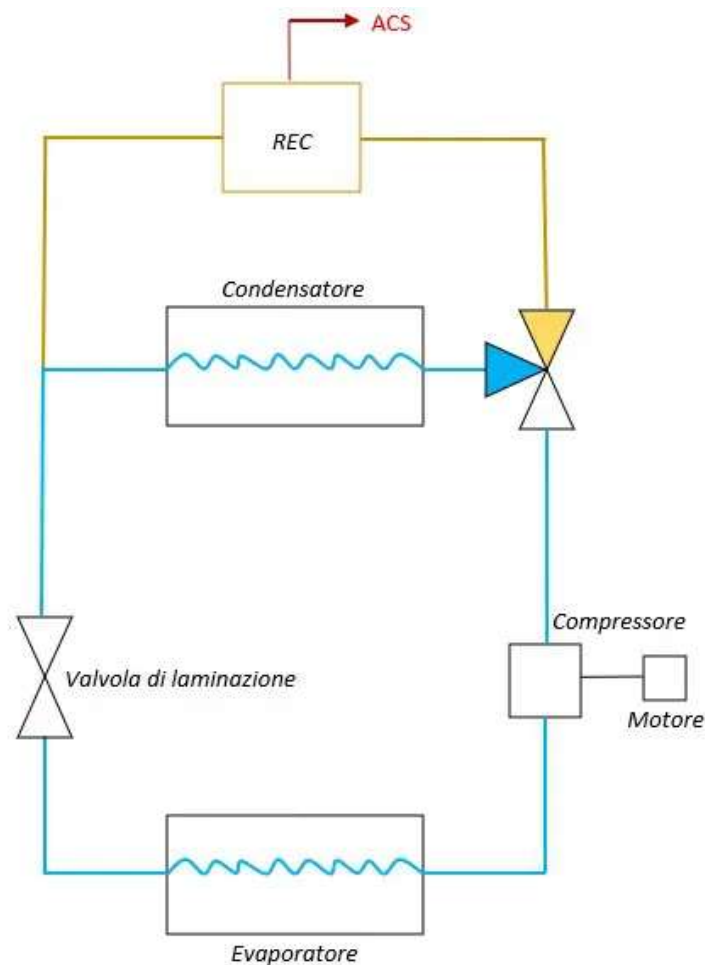 ACS
REC
Condensatore
Compressore
Valvola di laminazione
Motore
Evaporatore